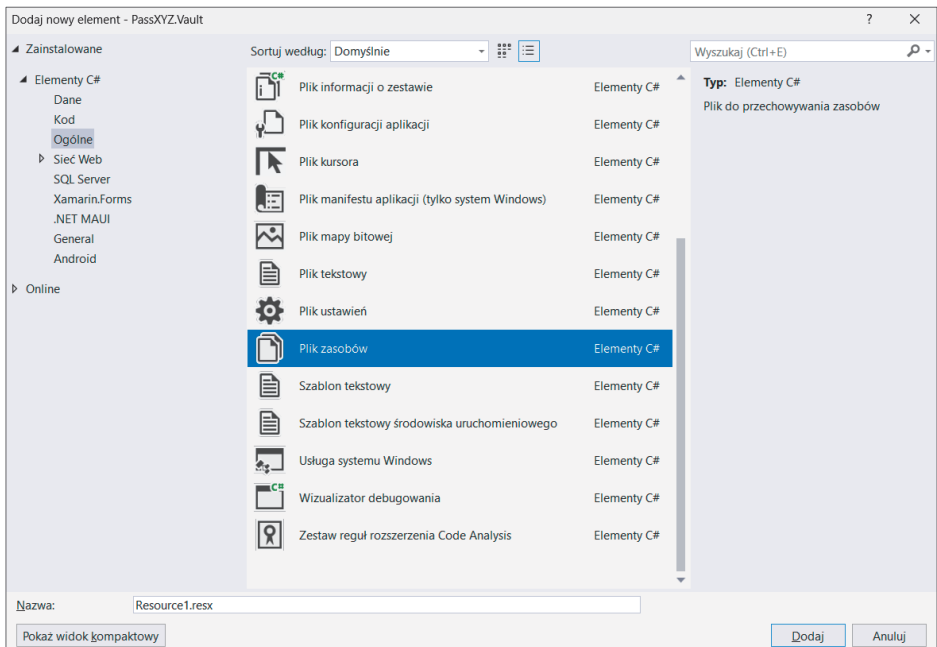 Dodaj nowy element - PassXYZ.Vault ? ×
Zainstalowane
Sortuj według: Domyślnie
Wyszukaj (Ctrl+E)
Elementy C#
Dane
Kod
Ogólne
Sieć Web
SQL Server
Xamarin.Forms
.NET MAUI
General
Android
Online
Plik informacji o zestawie Elementy C#
Plik konfiguracji aplikacji Elementy C#
Plik kursora Elementy C#
Plik manifestu aplikacji (tylko system Windows) Elementy C#
Plik mapy bitowej Elementy C#
Plik tekstowy Elementy C#
Plik ustawień Elementy C#
Plik zasobów Elementy C#
Szablon tekstowy Elementy C#
Szablon tekstowy środowiska uruchomieniowego Elementy C#
Usługa systemu Windows Elementy C#
Wizualizator debugowania Elementy C#
Zestaw reguł rozszerzenia Code Analysis Elementy C#
Typ: Elementy C#
Plik do przechowywania zasobów
Nazwa: Resource1.resx
Pokaż widok kompaktowy
Dodaj
Anuluj